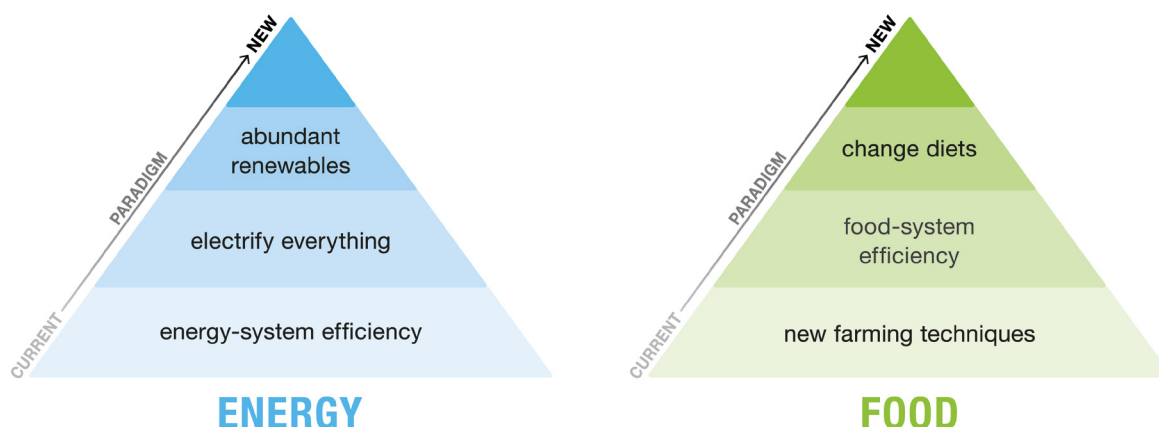 NEW
PARADIGM
CURRENT
abundant
renewables
electrify everything
energy-system efficiency
ENERGY
NEW
PARADIGM
CURRENT
change diets
food-system
efficiency
new farming techniques
FOOD